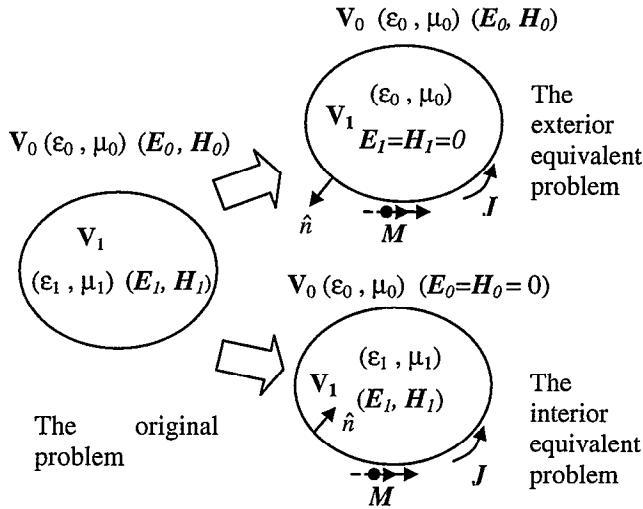 V₀ (ε₀ , μ₀) (E₀, H₀)
(ε₀ , μ₀)
V₁
E₁=H₁=0
The
exterior
equivalent
problem
n̂
M
J
V₀ (ε₀ , μ₀) (E₀, H₀)
V₁
(ε₁ , μ₁) (E₁, H₁)
The original
problem
V₀ (ε₀ , μ₀) (E₀=H₀= 0)
(ε₁ , μ₁)
V₁
(E₁, H₁)
n̂
The
interior
equivalent
problem
M
J